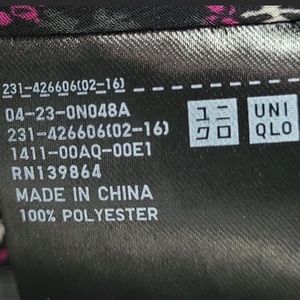 231-426606(02-16)
04-23-0N048A
231-426606(02-16)
1411-00AQ-00E1
RN139864
MADE IN CHINA
100% POLYESTER
ユニ
クロ
UNI
QLO